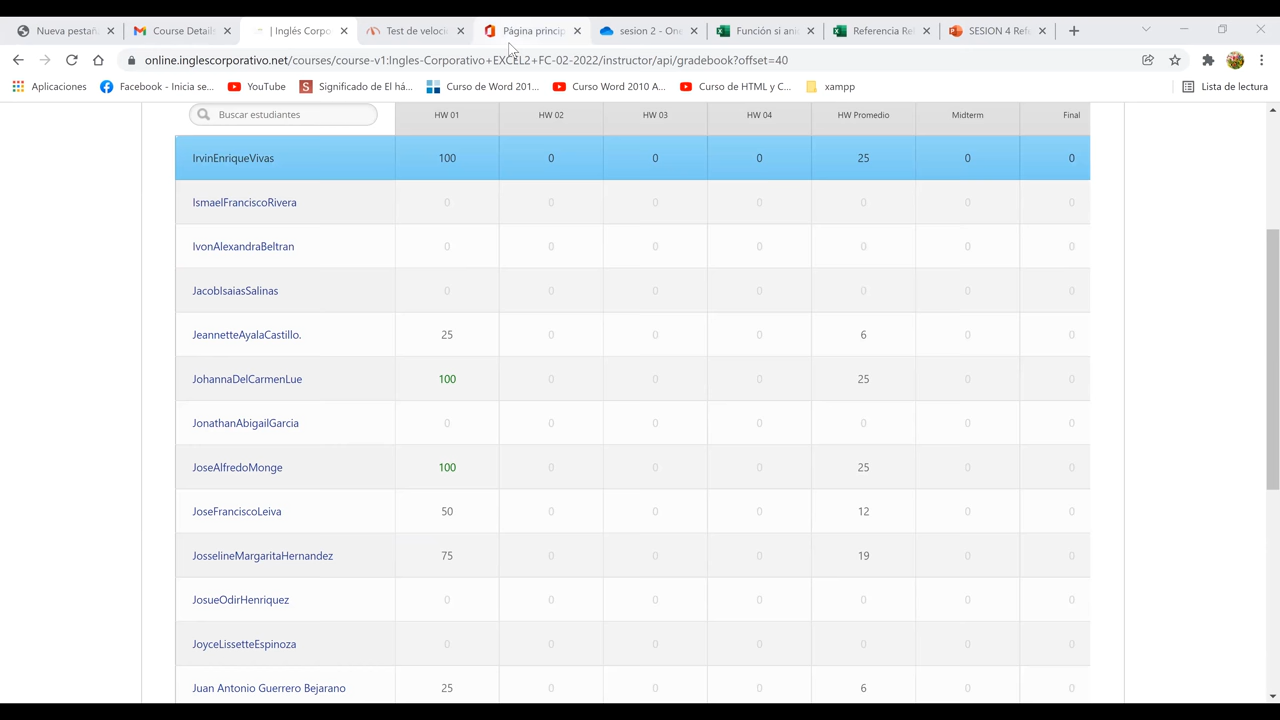 Nueva pestañ
Course Details
| Inglés Corpo
Test de veloci
Página princip
sesion 2 - One
Función si ani
Referencia Rel
SESION 4 Refe
online.inglescorporativo.net/courses/course-v1:Ingles-Corporativo+EXCEL2+FC-02-2022/instructor/api/gradebook?offset=40
Aplicaciones
Facebook - Inicia se...
YouTube
Significado de El há...
Curso de Word 201...
Curso Word 2010 A...
Curso de HTML y C...
xampp
Lista de lectura
Buscar estudiantes HW 01 HW 02 HW 03 HW 04 HW Promedio Midterm Final
IrvinEnriqueVivas 100 0 0 0 25 0 0
IsmaelFranciscoRivera 0 0 0 0 0 0 0
IvonAlexandraBeltran 0 0 0 0 0 0 0
JacobIsaiasSalinas 0 0 0 0 0 0 0
JeannetteAyalaCastillo. 25 0 0 0 6 0 0
JohannaDelCarmenLue 100 0 0 0 25 0 0
JonathanAbigailGarcia 0 0 0 0 0 0 0
JoseAlfredoMonge 100 0 0 0 25 0 0
JoseFranciscoLeiva 50 0 0 0 12 0 0
JosselineMargaritaHernandez 75 0 0 0 19 0 0
JosueOdirHenriquez 0 0 0 0 0 0 0
JoyceLissetteEspinoza 0 0 0 0 0 0 0
Juan Antonio Guerrero Bejarano 25 0 0 0 6 0 0